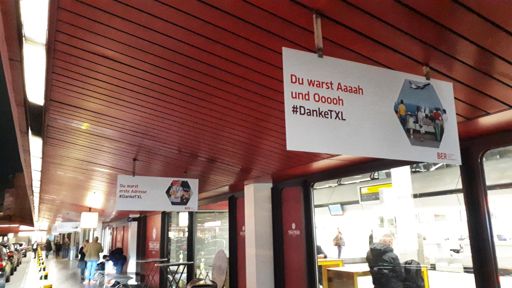 Du warst Aaaah
und Ooooh
#DankeTXL
BER
Du warst
erste Adresse
#DankeTXL